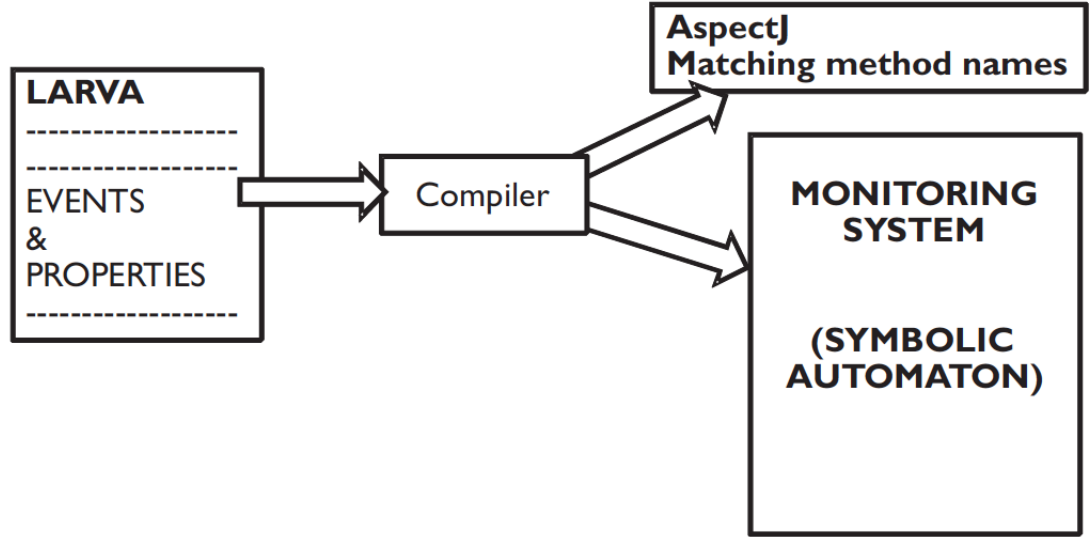 LARVA
-------------------
-------------------
EVENTS
&
PROPERTIES
-------------------
Compiler
AspectJ
Matching method names
MONITORING
SYSTEM
(SYMBOLIC
AUTOMATON)